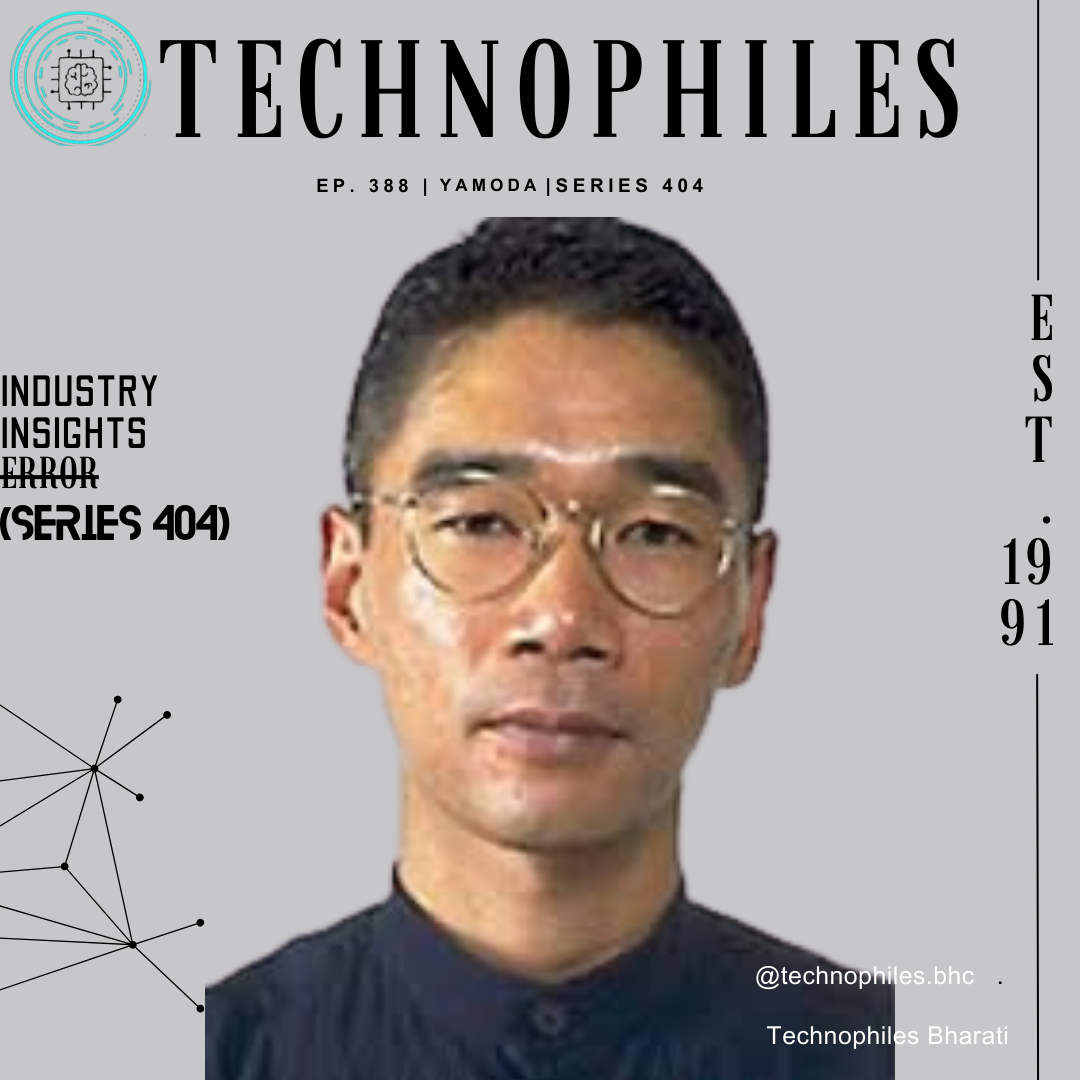 TECHNOPHILES
EP. 388 | YAMODA |SERIES 404
INDUSTRY
INSIGHTS
ERROR
(SERIES 404)
E
S
T
.
19
91
@technophiles.bhc .
Technophiles Bharati